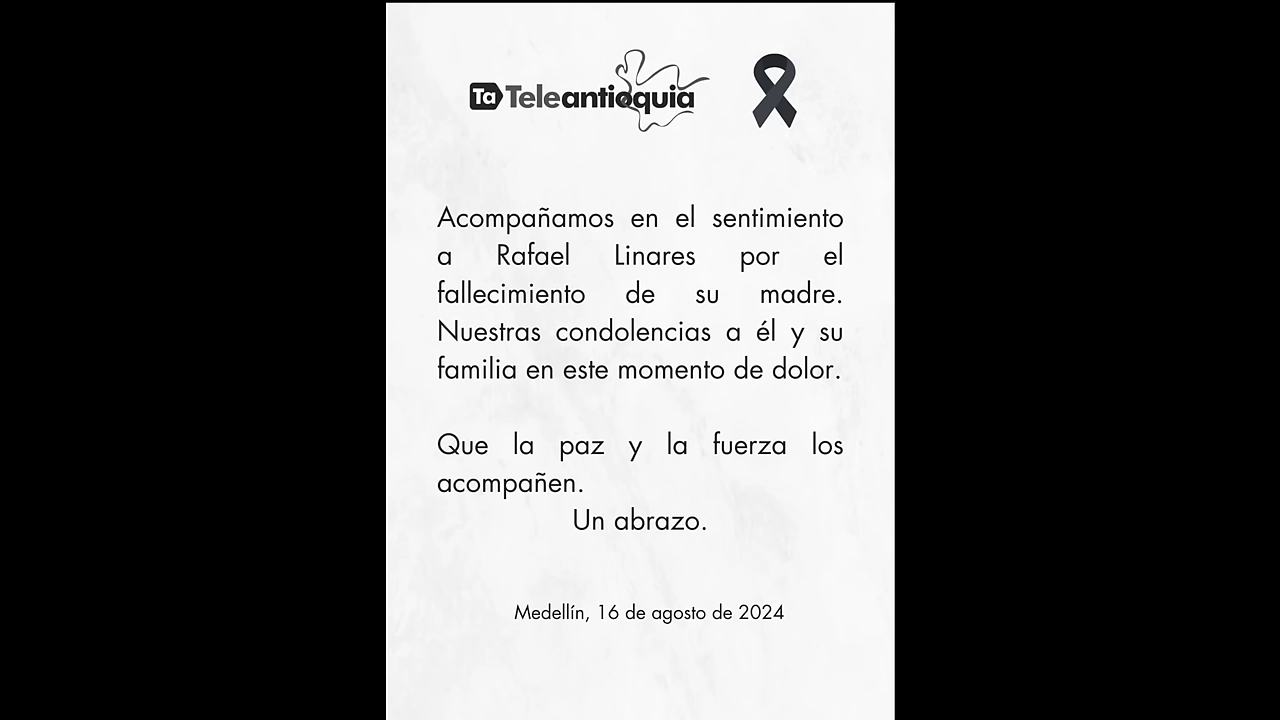 Ta Teleantioquia
Acompañamos en el sentimiento
a Rafael Linares por el
fallecimiento de su madre.
Nuestras condolencias a él y su
familia en este momento de dolor.
Que la paz y la fuerza los
acompañen.
Un abrazo.
Medellín, 16 de agosto de 2024